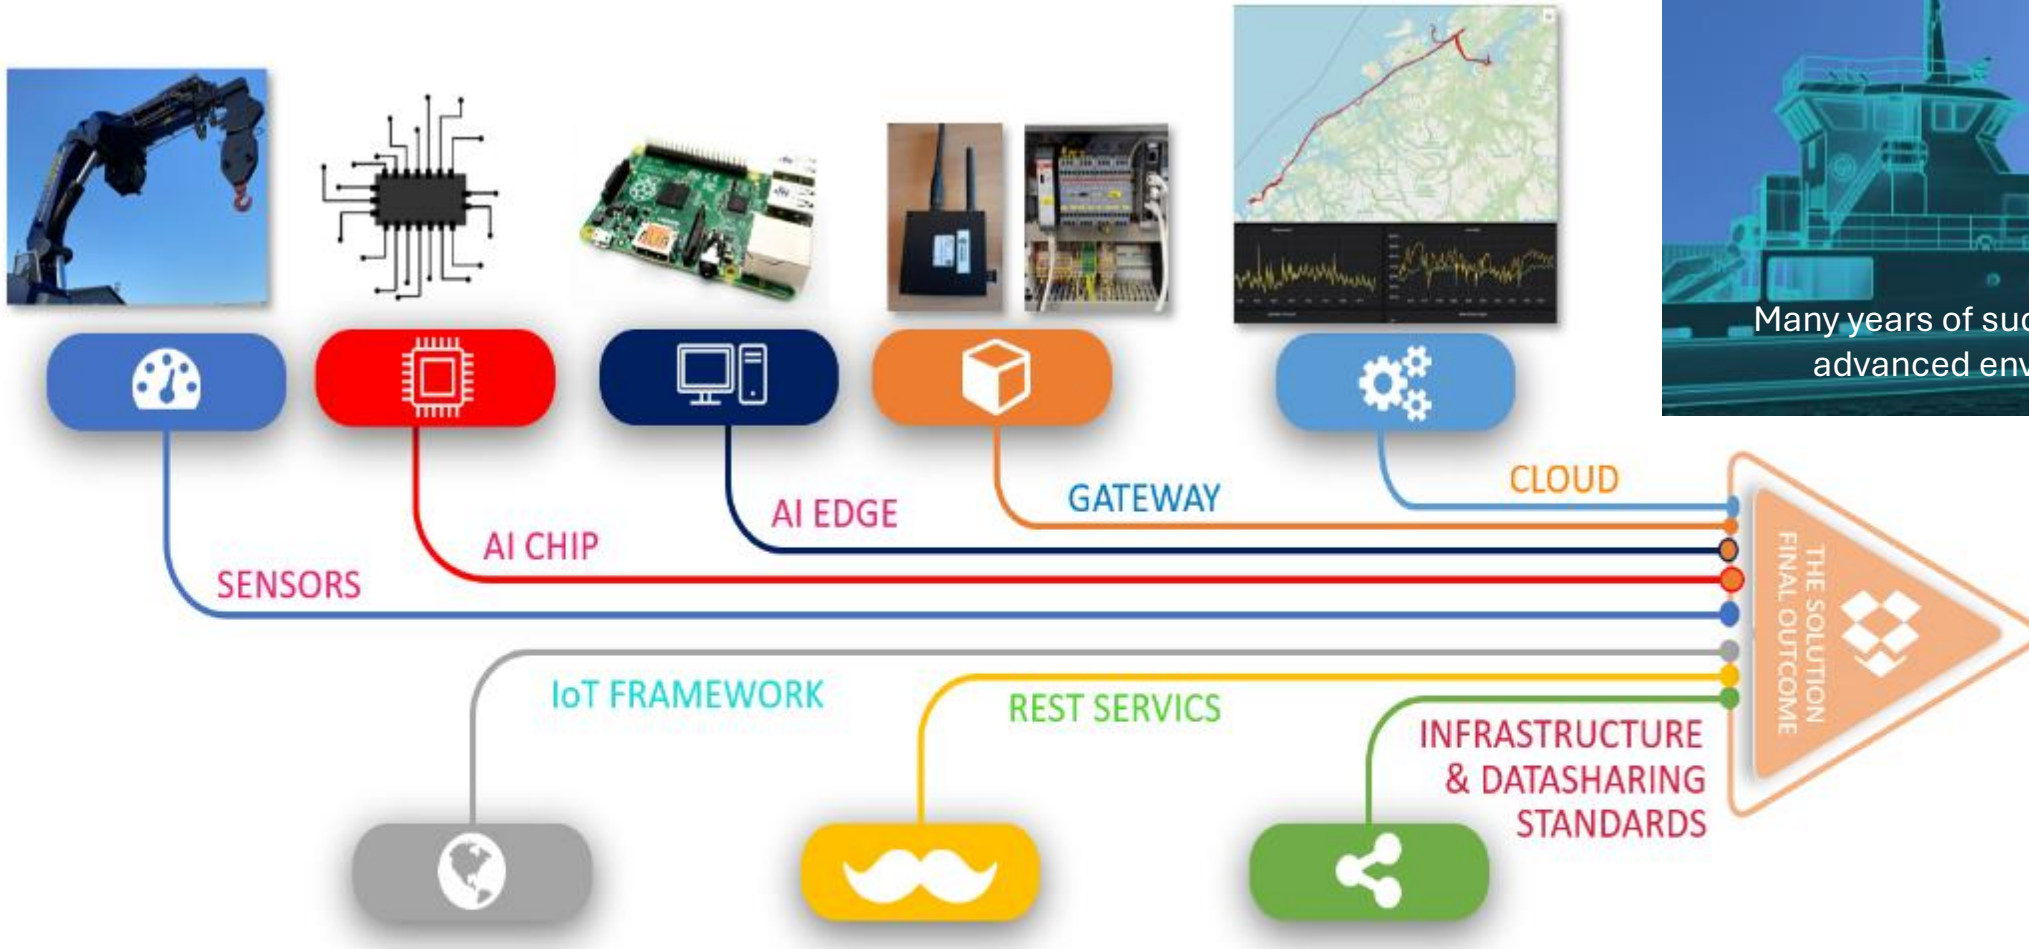 Many years of suc
advanced env
CLOUD
GATEWAY
AI EDGE
AI CHIP
SENSORS
THE SOLUTION
FINAL OUTCOME
IoT FRAMEWORK
REST SERVICS
INFRASTRUCTURE
& DATASHARING
STANDARDS